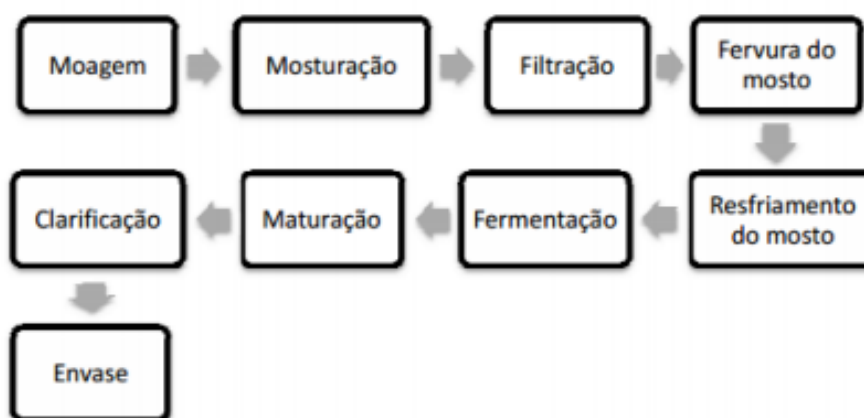 Moagem
Mosturação
Filtração
Fervura do
mosto
Resfriamento
do mosto
Fermentação
Maturação
Clarificação
Envase